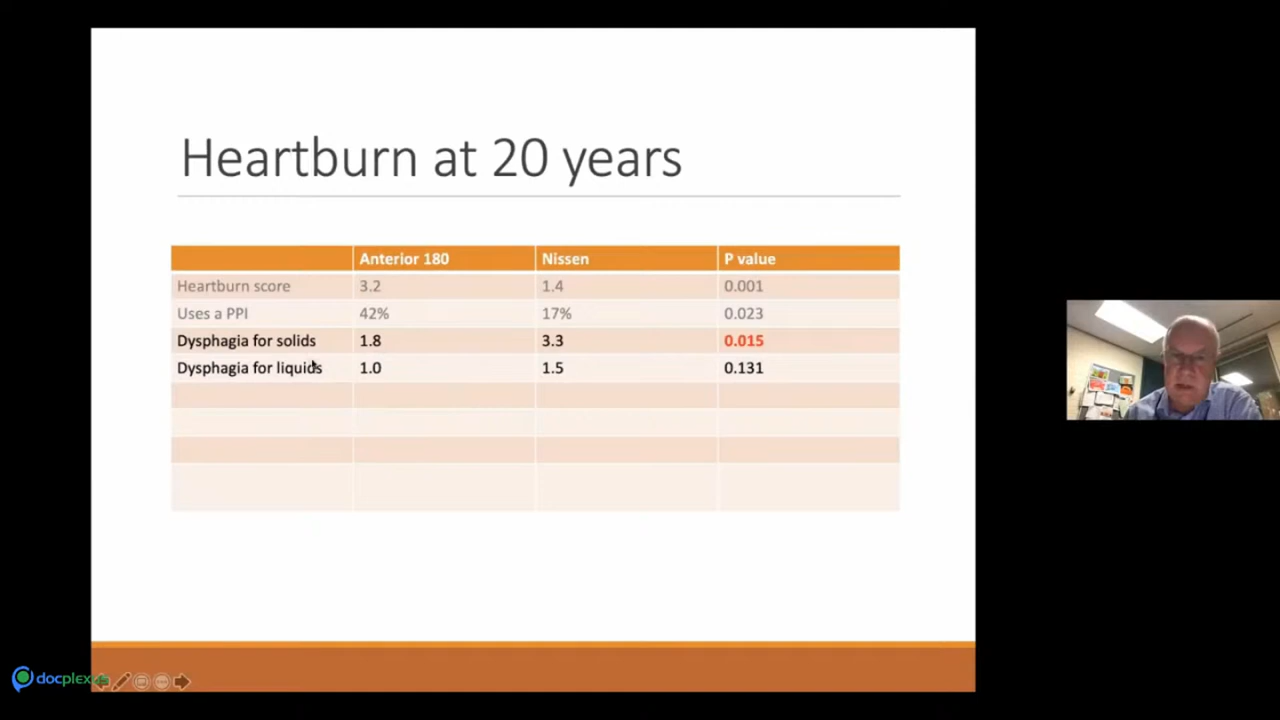 Heartburn at 20 years
Anterior 180 Nissen P value
Heartburn score 3.2 1.4 0.001
Uses a PPI 42% 17% 0.023
Dysphagia for solids 1.8 3.3 0.015
Dysphagia for liquids 1.0 1.5 0.131
docplexus